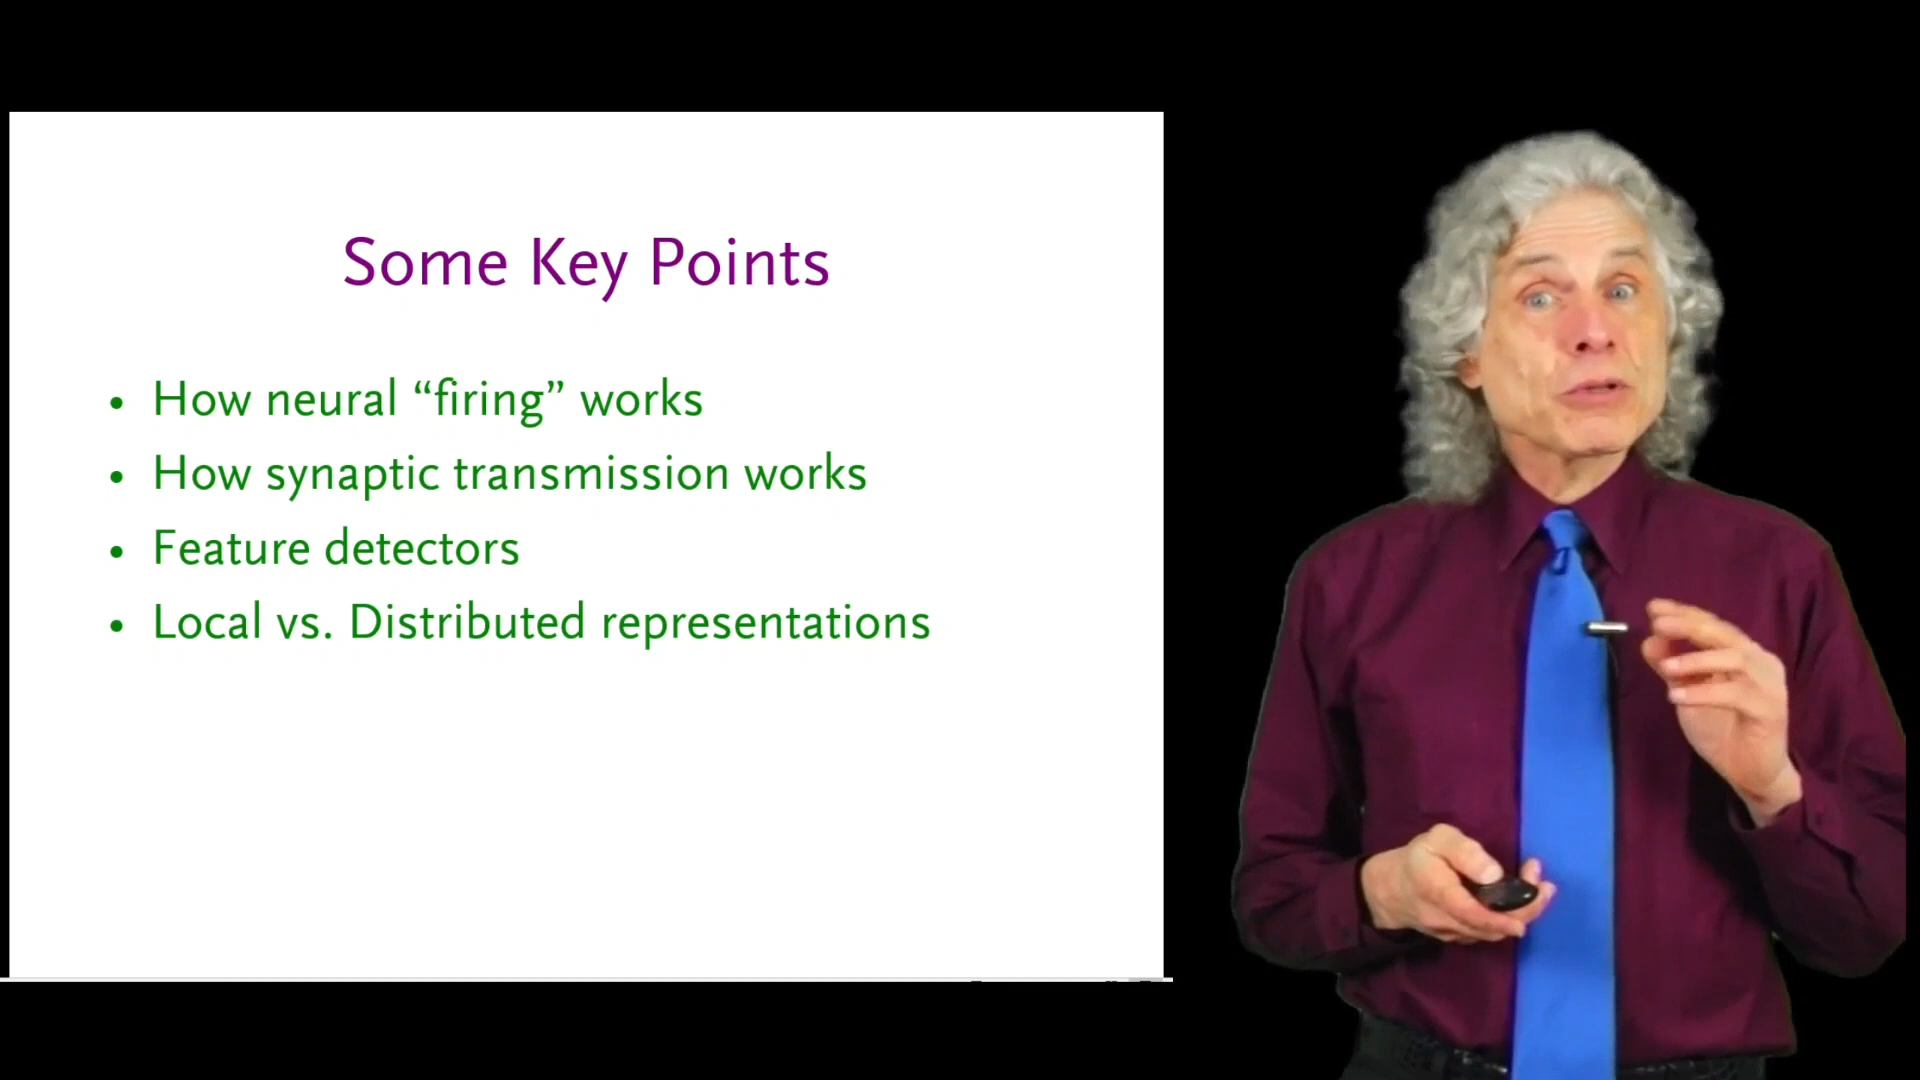 Some Key Points
• How neural “firing” works
• How synaptic transmission works
• Feature detectors
• Local vs. Distributed representations